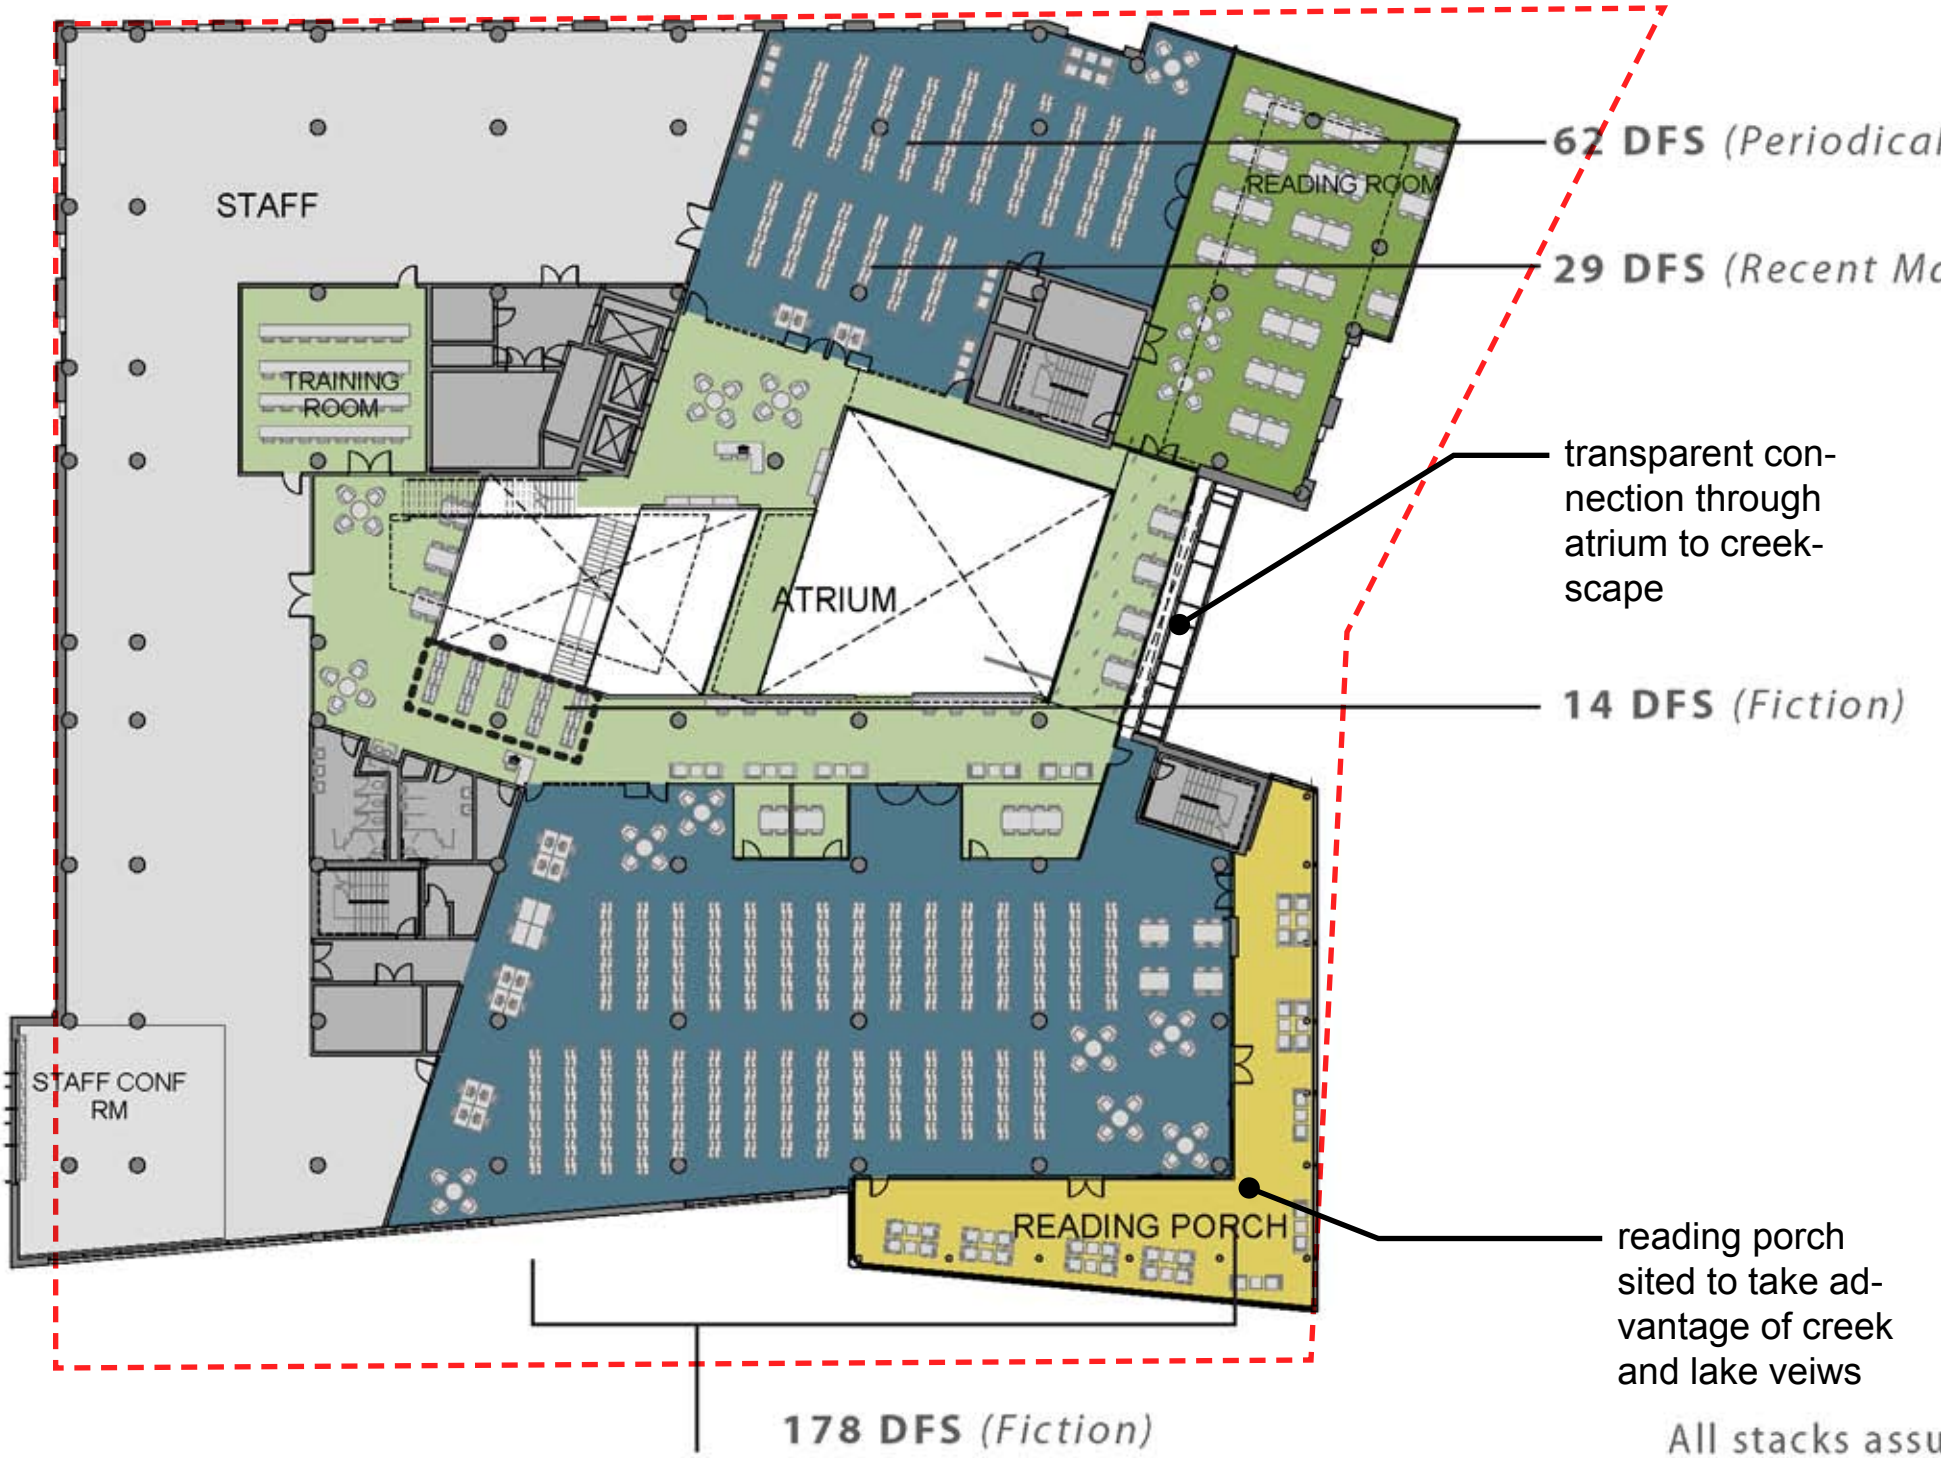 62 DFS (Periodical
STAFF
READING ROOM
29 DFS (Recent Ma
TRAINING
ROOM
transparent con-
nection through
atrium to creek-
scape
ATRIUM
14 DFS (Fiction)
STAFF CONF
RM
READING PORCH
reading porch
sited to take ad-
vantage of creek
and lake veiws
178 DFS (Fiction)
All stacks assu